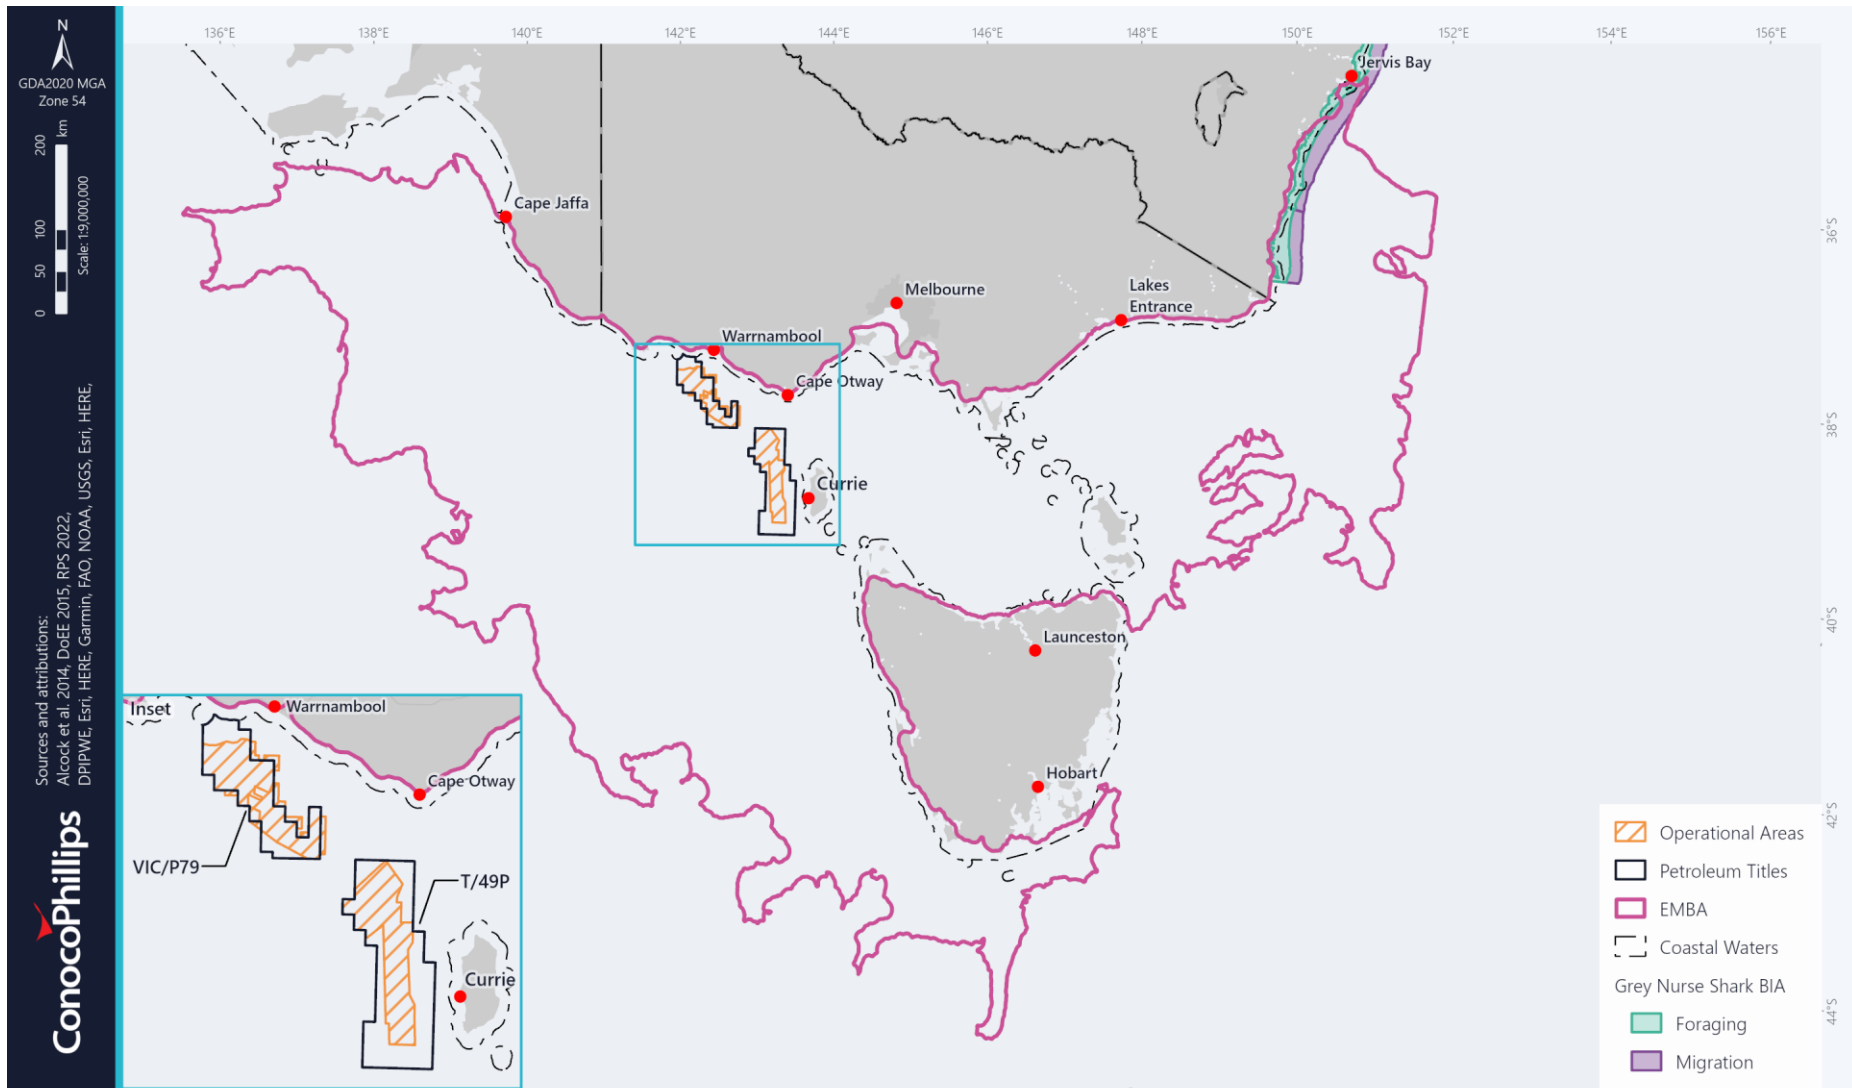 N
GDA2020 MGA
Zone 54
0 50 100 200
km
Scale: 1:9,000,000
Sources and attributions:
Alcock et al. 2014, DoEE 2015, RPS 2022,
DPIPWE, Esri, HERE, Garmin, FAO, NOAA, USGS, Esri, HERE,
ConocoPhillips
136°E 138°E 140°E 142°E 144°E 146°E 148°E 150°E 152°E 154°E 156°E
Jervis Bay
Cape Jaffa
36°S
Melbourne
Lakes
Entrance
Warrnambool
Cape Otway
38°S
Currie
40°S
Launceston
Hobart
42°S
44°S
Inset
Warrnambool
Cape Otway
VIC/P79
T/49P
Currie
Operational Areas
Petroleum Titles
EMBA
Coastal Waters
Grey Nurse Shark BIA
Foraging
Migration